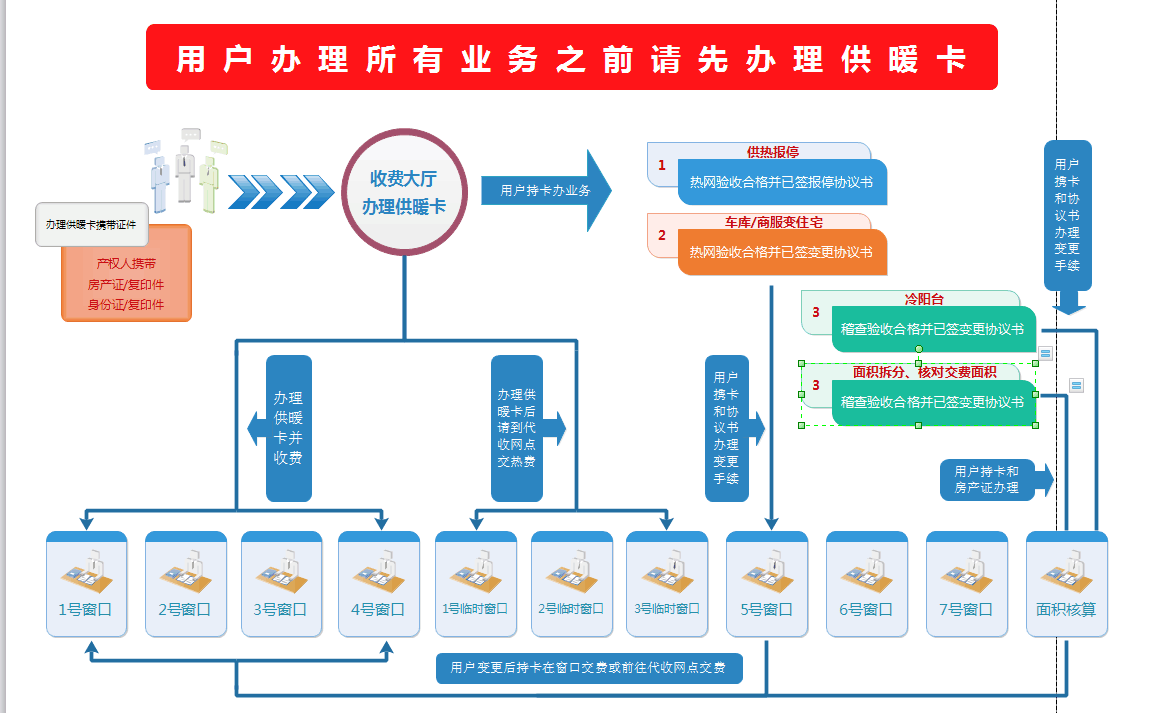 用户办理所有业务之前请先办理供暖卡
办理供暖卡携带证件
产权人携带
房产证/复印件
身份证/复印件
收费大厅
办理供暖卡
用户持卡办业务
1
供热报停
热网验收合格并已签报停协议书
2
车库/商服变住宅
热网验收合格并已签变更协议书
3
冷阳台
稽查验收合格并已签变更协议书
3
面积拆分、核对交费面积
稽查验收合格并已签变更协议书
用户
携卡
和协
议书
办理
变更
手续
办理
供暖
卡并
收费
办理供
暖卡后
请到代
收网点
交热费
用户
携卡
和协
议书
办理
变更
手续
用户持卡和
房产证办理
1号窗口
2号窗口
3号窗口
4号窗口
1号临时窗口
2号临时窗口
3号临时窗口
5号窗口
6号窗口
7号窗口
面积核算
用户变更后持卡在窗口交费或前往代收网点交费